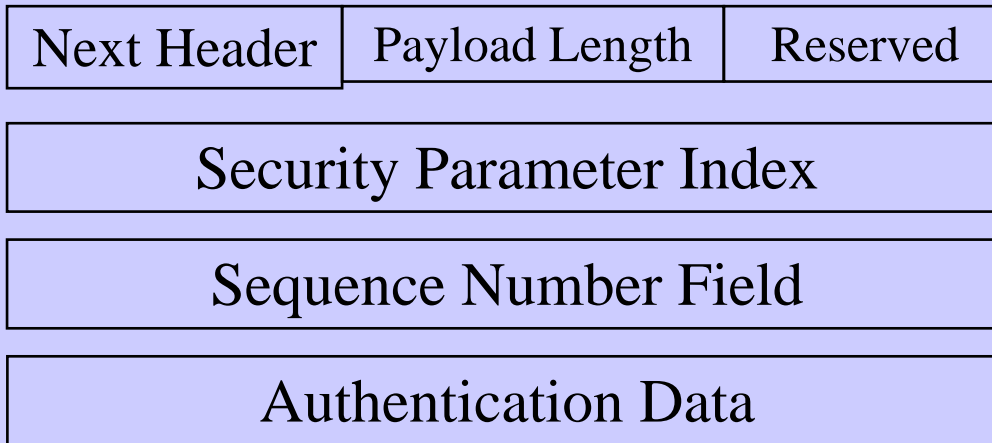 Next Header Payload Length Reserved
Security Parameter Index
Sequence Number Field
Authentication Data